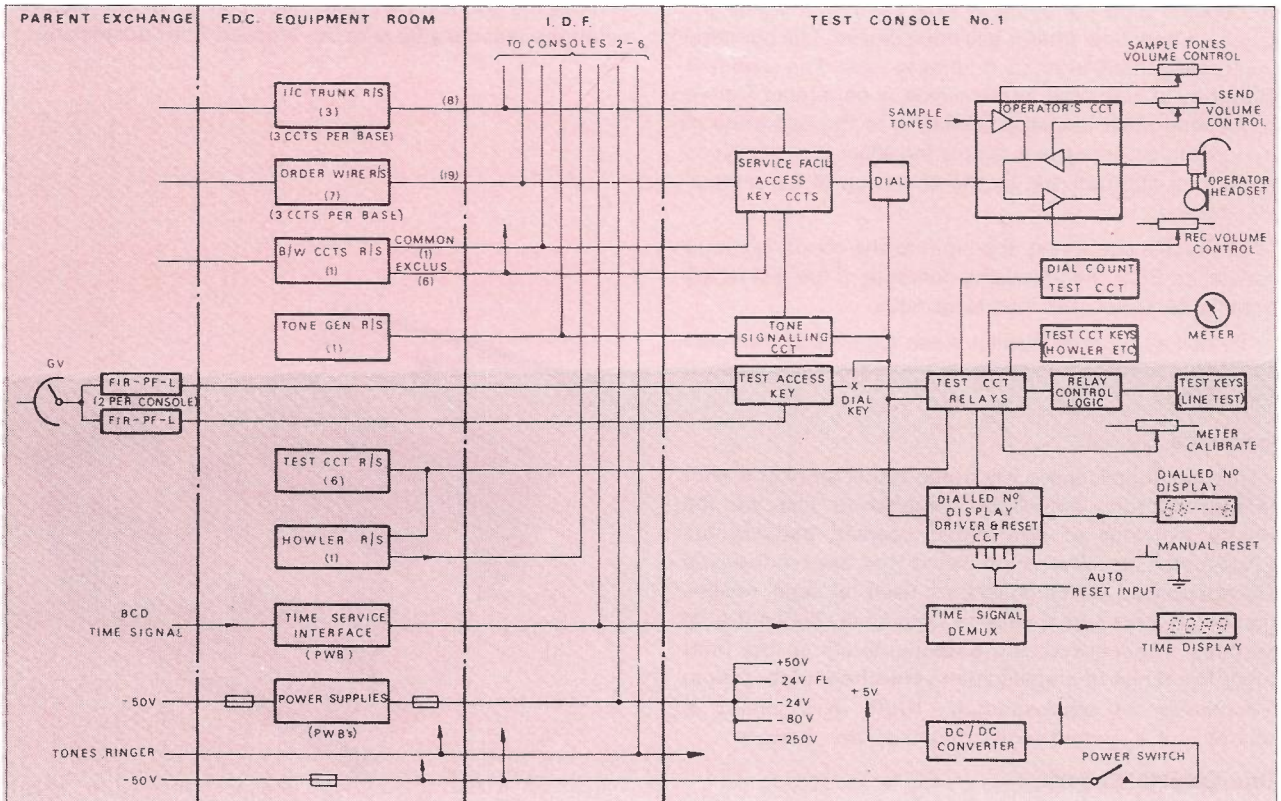 PARENT EXCHANGE
F.D.C. EQUIPMENT ROOM
I. D. F.
TEST CONSOLE No.1
TO CONSOLES 2-6
I/C TRUNK R/S
(3)
(3 CCTS PER BASE)
(8)
ORDER WIRE R/S
(7)
(3 CCTS PER BASE)
(19)
B/W CCTS R/S
(1)
COMMON
(1)
EXCLUS
(6)
TONE GEN R/S
(1)
GV
FIR-PF-L
(2 PER CONSOLE)
FIR-PF-L
TEST CCT R/S
(6)
HOWLER R/S
(1)
BCD
TIME SIGNAL
TIME SERVICE
INTERFACE
(PWB)
-50V
POWER SUPPLIES
(PWB's)
TONES, RINGER
-50V
SAMPLE TONES
VOLUME CONTROL
SAMPLE
TONES
OPERATOR'S CCT
SEND
VOLUME
CONTROL
OPERATOR
HEADSET
REC VOLUME
CONTROL
SERVICE FACIL
ACCESS
KEY CCTS
DIAL
DIAL COUNT
TEST CCT
METER
TONE
SIGNALLING
CCT
TEST CCT KEYS
(HOWLER ETC)
TEST ACCESS
KEY
X
DIAL
KEY
TEST CCT
RELAYS
RELAY
CONTROL
LOGIC
TEST KEYS
(LINE TEST)
METER
CALIBRATE
DIALLED Nº
DISPLAY
DRIVER & RESET
CCT
DIALLED Nº
DISPLAY
MANUAL RESET
AUTO
RESET INPUT
TIME SIGNAL
DEMUX
TIME DISPLAY
+50V
24V FL
-24V
-80V
-250V
+5V
DC/DC
CONVERTER
POWER SWITCH